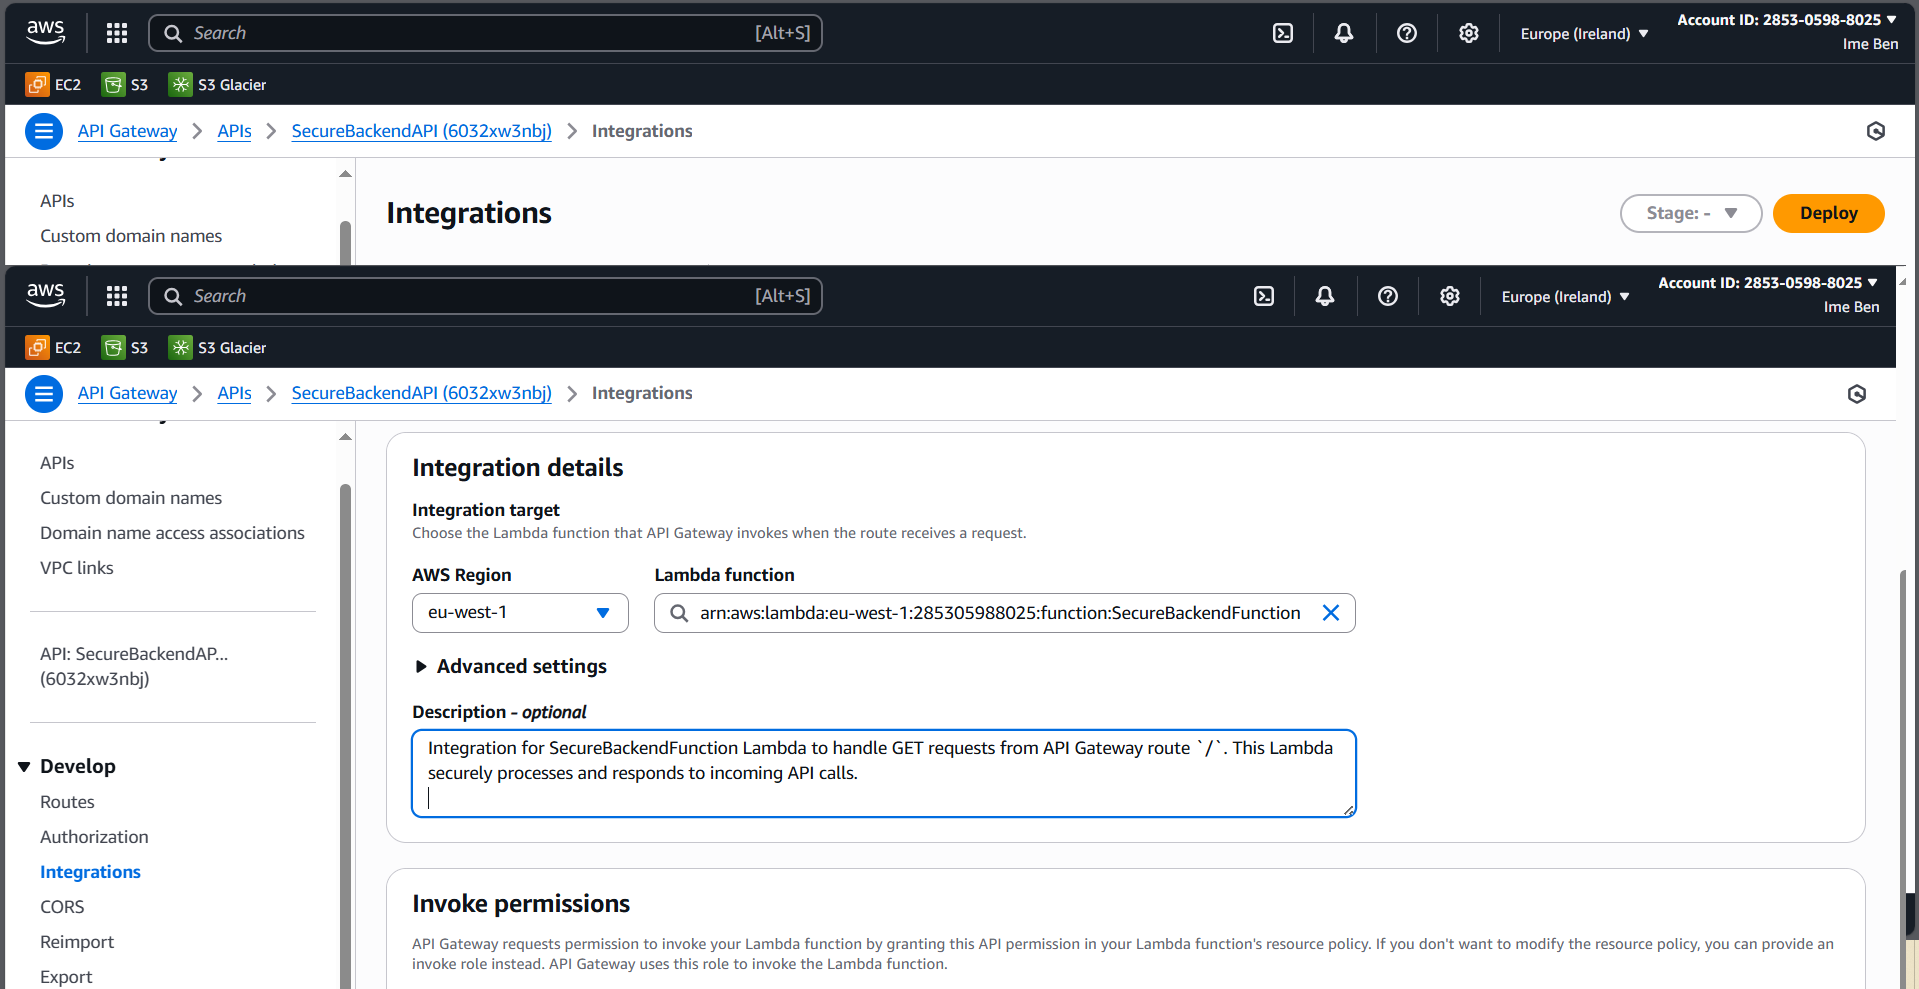 aws
Search [Alt+S]
Europe (Ireland)
Account ID: 2853-0598-8025
Ime Ben
EC2 S3 S3 Glacier
API Gateway APIs SecureBackendAPI (6032xw3nbj) Integrations
APIs
Custom domain names
Integrations
Stage: -
Deploy
aws
Search [Alt+S]
Europe (Ireland)
Account ID: 2853-0598-8025
Ime Ben
EC2 S3 S3 Glacier
API Gateway APIs SecureBackendAPI (6032xw3nbj) Integrations
APIs
Custom domain names
Domain name access associations
VPC links
API: SecureBackendAP...
(6032xw3nbj)
Develop
Routes
Authorization
Integrations
CORS
Reimport
Export
Integration details
Integration target
Choose the Lambda function that API Gateway invokes when the route receives a request.
AWS Region Lambda function
eu-west-1 arn:aws:lambda:eu-west-1:285305988025:function:SecureBackendFunction
Advanced settings
Description - optional
Integration for SecureBackendFunction Lambda to handle GET requests from API Gateway route `/`. This Lambda
securely processes and responds to incoming API calls.
Invoke permissions
API Gateway requests permission to invoke your Lambda function by granting this API permission in your Lambda function's resource policy. If you don't want to modify the resource policy, you can provide an
invoke role instead. API Gateway uses this role to invoke the Lambda function.